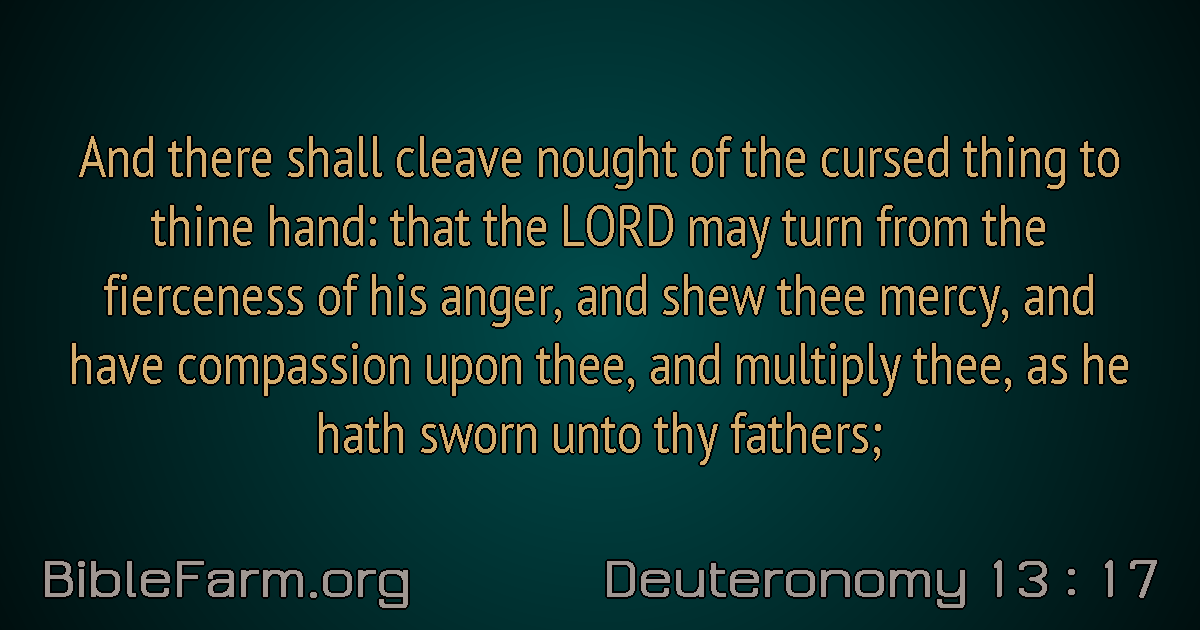 And there shall cleave nought of the cursed thing to
thine hand: that the LORD may turn from the
fierceness of his anger, and shew thee mercy, and
have compassion upon thee, and multiply thee, as he
hath sworn unto thy fathers;
BibleFarm.org
Deuteronomy 13 : 17